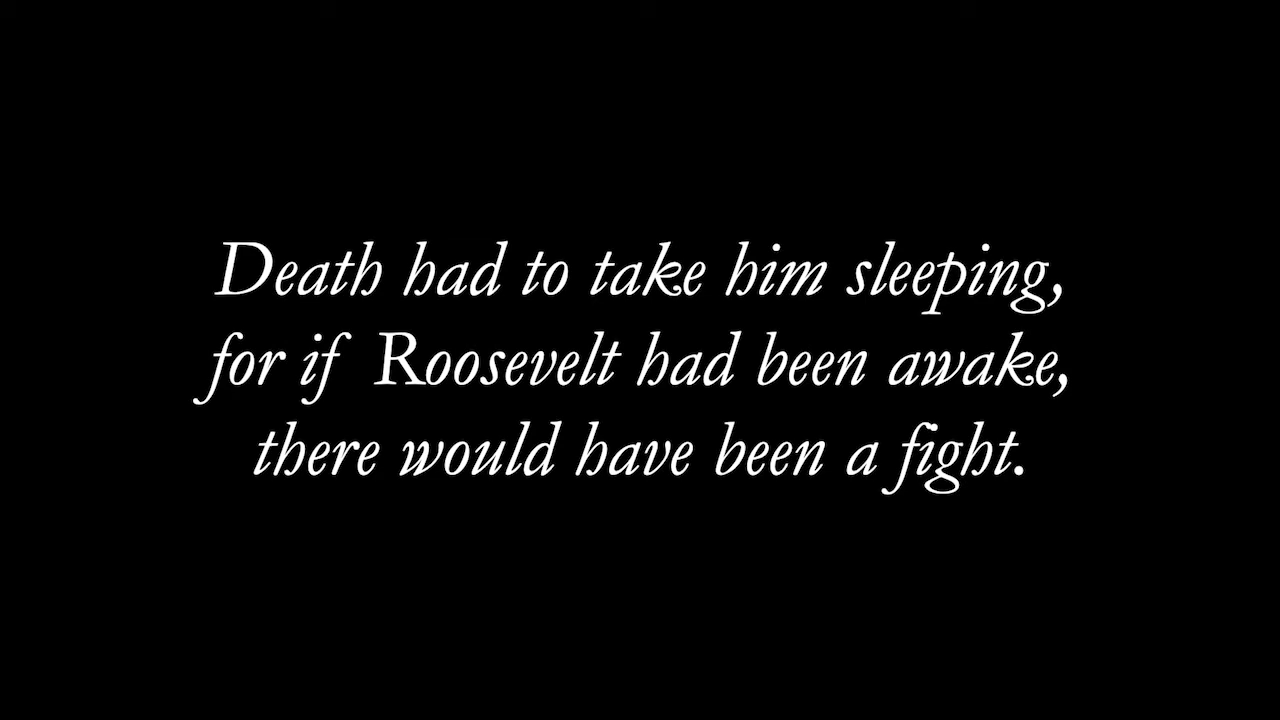 Death had to take him sleeping,
for if Roosevelt had been awake,
there would have been a fight.